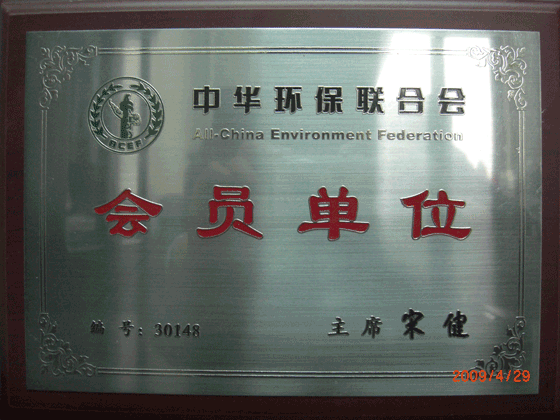 中华环保联合会
All-China Environment Federation
ACEF
会员单位
编号：30148
主席 宋健
2009/4/29